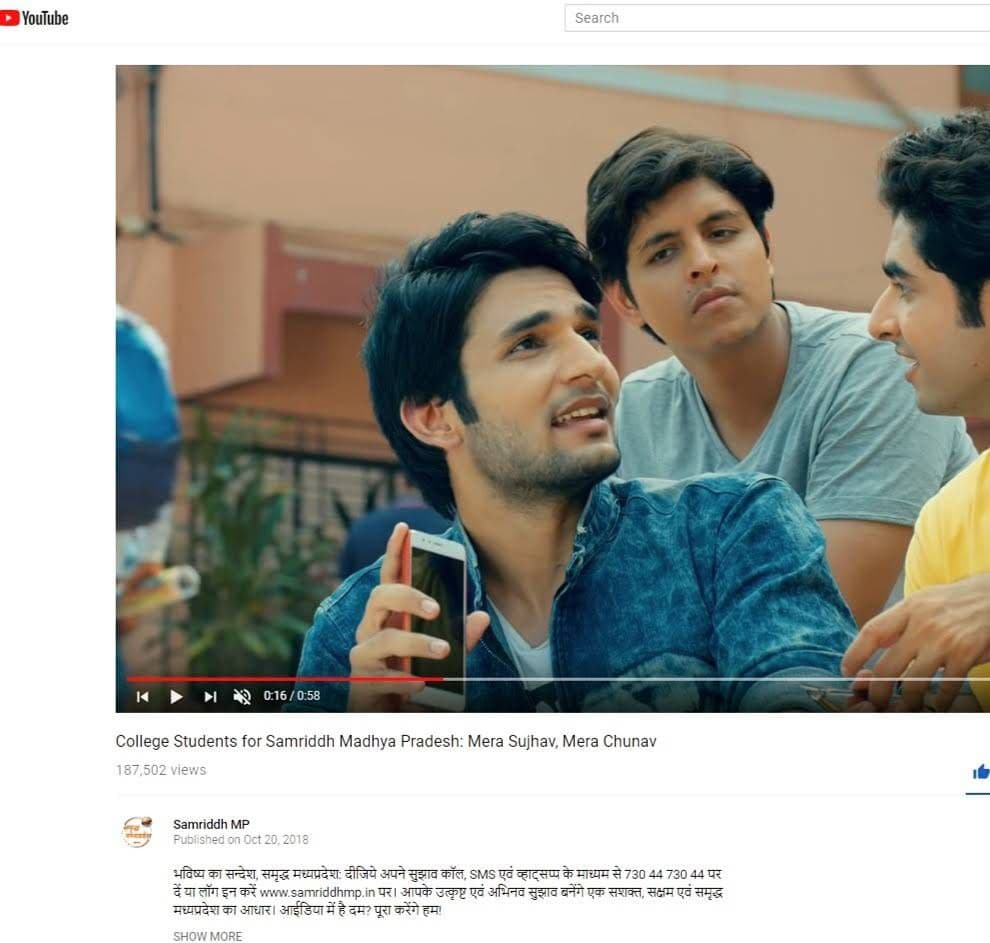 YouTube
Search
0:16 / 0:58
College Students for Samriddh Madhya Pradesh: Mera Sujhav, Mera Chunav
187,502 views
Samriddh MP
Published on Oct 20, 2018
भविष्य का सन्देश, समृद्ध मध्यप्रदेश: दीजिये अपने सुझाव कॉल, SMS एवं व्हाट्सप्प के माध्यम से 730 44 730 44 पर
दें या लॉग इन करें www.samriddhmp.in पर। आपके उत्कृष्ट एवं अभिनव सुझाव बनेंगे एक सशक्त, सक्षम एवं समृद्ध
मध्यप्रदेश का आधार। आईडिया में है दम? पूरा करेंगे हम!
SHOW MORE